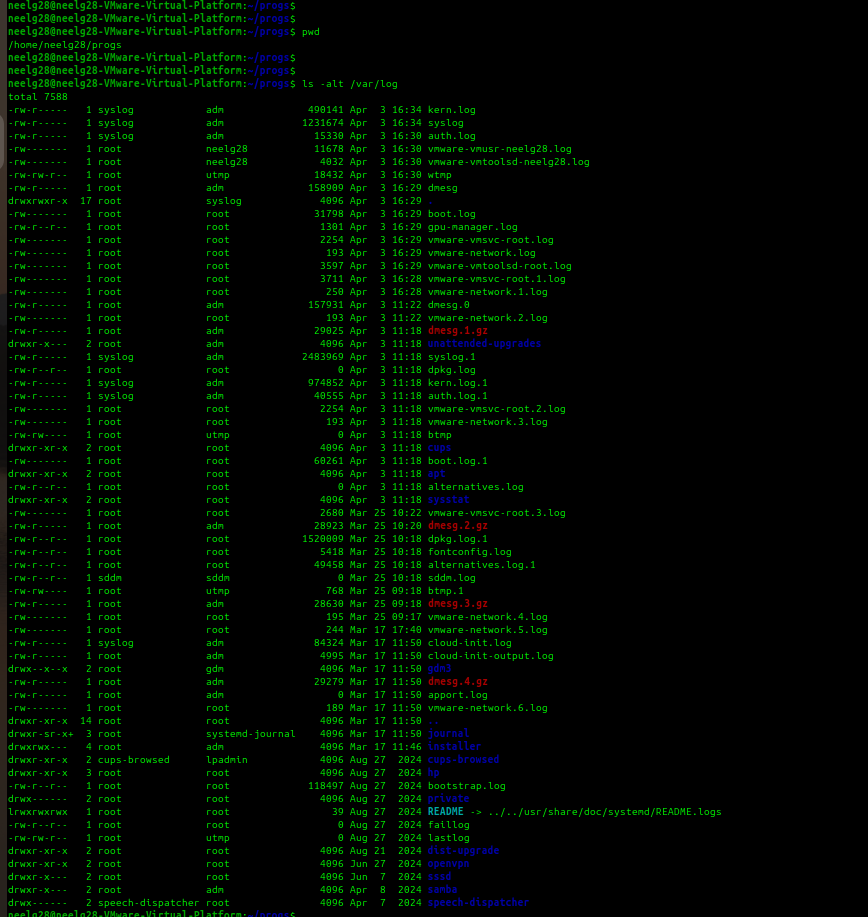 neelg28@neelg28-VMware-Virtual-Platform:~/progs$
neelg28@neelg28-VMware-Virtual-Platform:~/progs$
neelg28@neelg28-VMware-Virtual-Platform:~/progs$ pwd
/home/neelg28/progs
neelg28@neelg28-VMware-Virtual-Platform:~/progs$
neelg28@neelg28-VMware-Virtual-Platform:~/progs$
neelg28@neelg28-VMware-Virtual-Platform:~/progs$ ls -alt /var/log
total 7588
-rw-r----- 1 syslog adm 490141 Apr 3 16:34 kern.log
-rw-r----- 1 syslog adm 1231674 Apr 3 16:34 syslog
-rw-r----- 1 syslog adm 15330 Apr 3 16:30 auth.log
-rw------- 1 root neelg28 11678 Apr 3 16:30 vmware-vmusr-neelg28.log
-rw------- 1 root neelg28 4032 Apr 3 16:30 vmware-vmtoolsd-neelg28.log
-rw-rw-r-- 1 root utmp 18432 Apr 3 16:30 wtmp
-rw-r----- 1 root adm 158909 Apr 3 16:29 dmesg
drwxrwxr-x 17 root syslog 4096 Apr 3 16:29 .
-rw------- 1 root root 31798 Apr 3 16:29 boot.log
-rw-r--r-- 1 root root 1301 Apr 3 16:29 gpu-manager.log
-rw------- 1 root root 2254 Apr 3 16:29 vmware-vmsvc-root.log
-rw------- 1 root root 193 Apr 3 16:29 vmware-network.log
-rw------- 1 root root 3597 Apr 3 16:29 vmware-vmtoolsd-root.log
-rw------- 1 root root 3711 Apr 3 16:28 vmware-vmsvc-root.1.log
-rw------- 1 root root 250 Apr 3 16:28 vmware-network.1.log
-rw-r----- 1 root adm 157931 Apr 3 11:22 dmesg.0
-rw------- 1 root root 193 Apr 3 11:22 vmware-network.2.log
-rw-r----- 1 root adm 29025 Apr 3 11:18 dmesg.1.gz
drwxr-x--- 2 root adm 4096 Apr 3 11:18 unattended-upgrades
-rw-r----- 1 syslog adm 2483969 Apr 3 11:18 syslog.1
-rw-r--r-- 1 root root 0 Apr 3 11:18 dpkg.log
-rw-r----- 1 syslog adm 974852 Apr 3 11:18 kern.log.1
-rw-r----- 1 syslog adm 40555 Apr 3 11:18 auth.log.1
-rw------- 1 root root 2254 Apr 3 11:18 vmware-vmsvc-root.2.log
-rw------- 1 root root 193 Apr 3 11:18 vmware-network.3.log
-rw-rw---- 1 root utmp 0 Apr 3 11:18 btmp
drwxr-xr-x 2 root root 4096 Apr 3 11:18 cups
-rw------- 1 root root 60261 Apr 3 11:18 boot.log.1
drwxr-xr-x 2 root root 4096 Apr 3 11:18 apt
-rw-r--r-- 1 root root 0 Apr 3 11:18 alternatives.log
drwxr-xr-x 2 root root 4096 Apr 3 11:18 sysstat
-rw------- 1 root root 2680 Mar 25 10:22 vmware-vmsvc-root.3.log
-rw-r----- 1 root adm 28923 Mar 25 10:20 dmesg.2.gz
-rw-r--r-- 1 root root 1520009 Mar 25 10:18 dpkg.log.1
-rw-r--r-- 1 root root 5418 Mar 25 10:18 fontconfig.log
-rw-r--r-- 1 root root 49458 Mar 25 10:18 alternatives.log.1
-rw-r--r-- 1 sddm sddm 0 Mar 25 10:18 sddm.log
-rw-rw---- 1 root utmp 768 Mar 25 09:18 btmp.1
-rw-r----- 1 root adm 28630 Mar 25 09:18 dmesg.3.gz
-rw------- 1 root root 195 Mar 25 09:17 vmware-network.4.log
-rw------- 1 root root 244 Mar 17 17:40 vmware-network.5.log
-rw-r----- 1 syslog adm 84324 Mar 17 11:50 cloud-init.log
-rw-r----- 1 root adm 4995 Mar 17 11:50 cloud-init-output.log
drwx--x--x 2 root gdm 4096 Mar 17 11:50 gdm3
-rw-r----- 1 root adm 29279 Mar 17 11:50 dmesg.4.gz
-rw-r----- 1 root adm 0 Mar 17 11:50 apport.log
-rw------- 1 root root 189 Mar 17 11:50 vmware-network.6.log
drwxr-xr-x 14 root root 4096 Mar 17 11:50 ..
drwxr-sr-x+ 3 root systemd-journal 4096 Mar 17 11:50 journal
drwxrwx--- 4 root adm 4096 Mar 17 11:46 installer
drwxr-xr-x 2 cups-browsed lpadmin 4096 Aug 27 2024 cups-browsed
drwxr-xr-x 3 root root 4096 Aug 27 2024 hp
-rw-r--r-- 1 root root 118497 Aug 27 2024 bootstrap.log
drwx------ 2 root root 4096 Aug 27 2024 private
lrwxrwxrwx 1 root root 39 Aug 27 2024 README -> ../../usr/share/doc/systemd/README.logs
-rw-r--r-- 1 root root 0 Aug 27 2024 faillog
-rw-rw-r-- 1 root utmp 0 Aug 27 2024 lastlog
drwxr-xr-x 2 root root 4096 Aug 21 2024 dist-upgrade
drwxr-xr-x 2 root root 4096 Jun 27 2024 openvpn
drwxr-x--- 2 root root 4096 Jun 7 2024 sssd
drwxr-x--- 2 root adm 4096 Apr 8 2024 samba
drwx------ 2 speech-dispatcher root 4096 Apr 7 2024 speech-dispatcher
neelg28@neelg28-VMware-Virtual-Platform:~/progs$